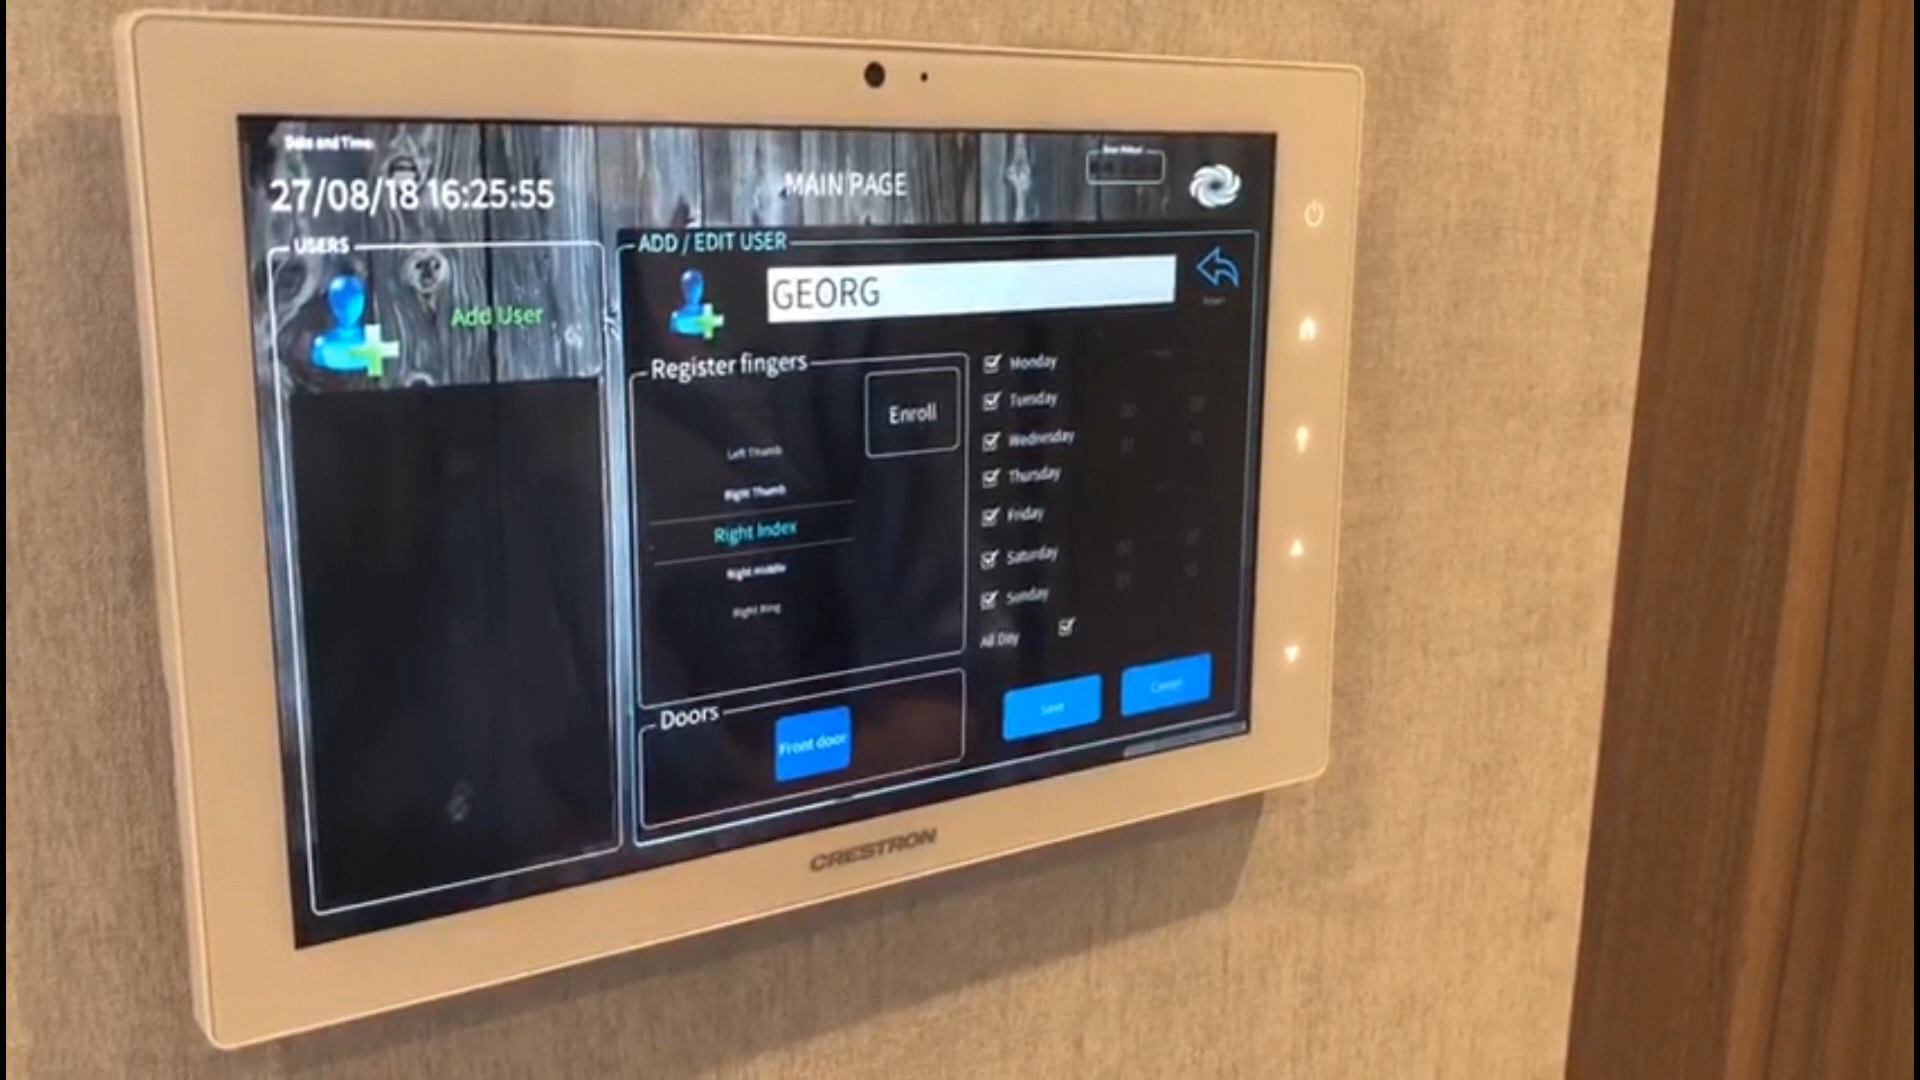 Date and Time:
27/08/18 16:25:55
MAIN PAGE
USERS
Add User
ADD / EDIT USER
GEORG
Register fingers
Enroll
Left Thumb
Right Thumb
Right Index
Right Middle
Right Ring
Monday
Tuesday
Wednesday
Thursday
Friday
Saturday
Sunday
All Day
Doors
Front door
Save
Cancel
CRESTRON